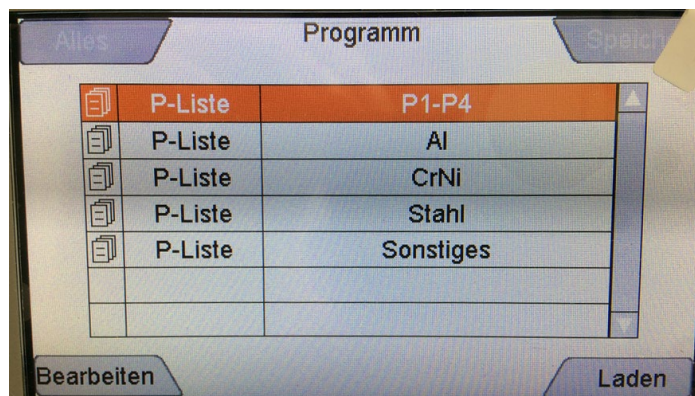 Alles Programm Speich
P-Liste P1-P4
P-Liste Al
P-Liste CrNi
P-Liste Stahl
P-Liste Sonstiges
Bearbeiten Laden